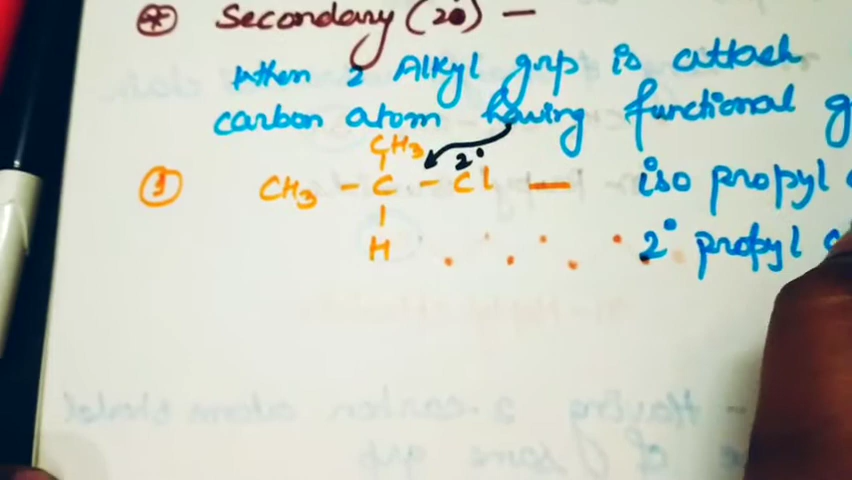 * Secondary (2°) -
When 2 Alkyl grp is attach
carbon atom having functional g
CH3
1 CH3 - C - Cl - iso propyl
2°
H 2° propyl